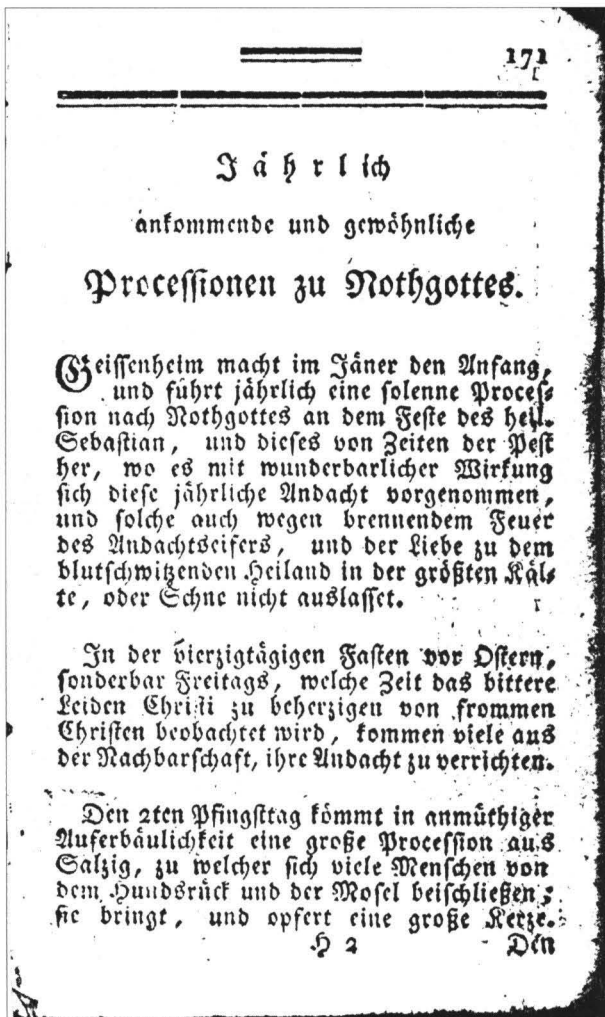 171
Jährlich
ankommende und gewöhnliche
Processionen zu Nothgottes.
Geissenheim macht im Jäner den Anfang,
und führt jährlich eine solenne Proces-
sion nach Nothgottes an dem Feste des heil.
Sebastian, und dieses von Zeiten der Pest
her, wo es mit wunderbarlicher Wirkung
sich diese jährliche Andacht vorgenommen,
und solche auch wegen brennendem Feuer
des Andachtseifers, und der Liebe zu dem
blutschwitzenden Heiland in der größten Käl-
te, oder Schne nicht auslasset.
In der vierzigtägigen Fasten vor Ostern,
sonderbar Freitags, welche Zeit das bittere
Leiden Christi zu beherzigen von frommen
Christen beobachtet wird, kommen viele aus
der Nachbarschaft, ihre Andacht zu verrichten.
Den 2ten Pfingsttag kömmt in anmüthiger
Auferbäulichkeit eine große Procession aus
Salzig, zu welcher sich viele Menschen von
dem Hundsrück und der Mosel beischließen;
sie bringt, und opfert eine große Kerze.
H 2 Den